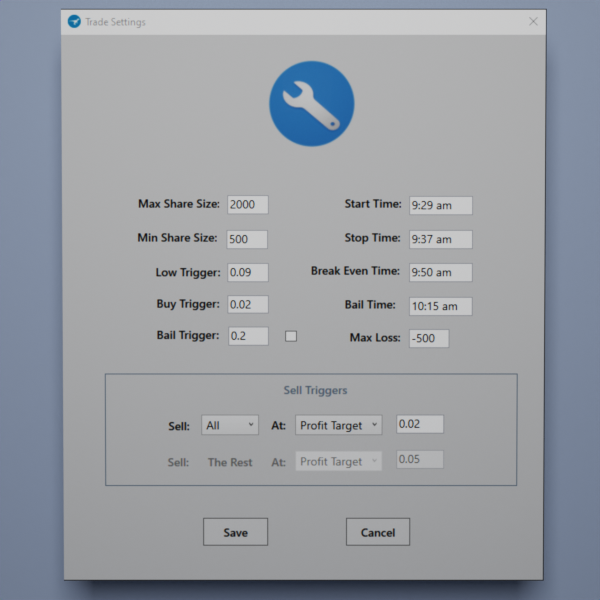 Trade Settings
Max Share Size: 2000 Start Time: 9:29 am
Min Share Size: 500 Stop Time: 9:37 am
Low Trigger: 0.09 Break Even Time: 9:50 am
Buy Trigger: 0.02 Bail Time: 10:15 am
Bail Trigger: 0.2 Max Loss: -500
Sell Triggers
Sell: All At: Profit Target 0.02
Sell: The Rest At: Profit Target 0.05
Save Cancel